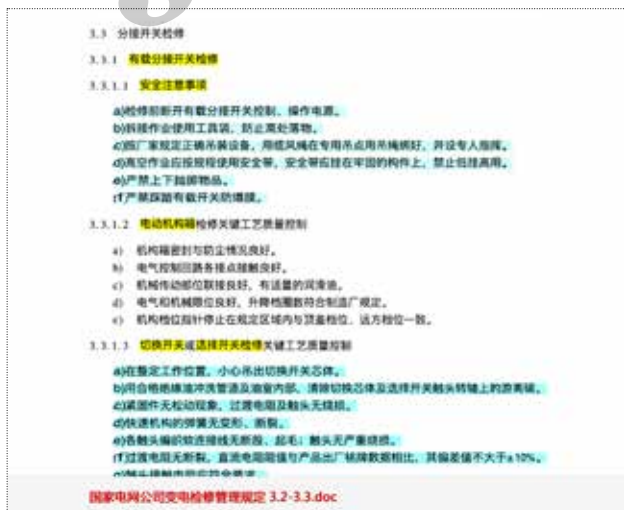 3.3 分接开关检修
3.3.1 有载分接开关检修
3.3.1.1 安全注意事项
a)检修前断开有载分接开关控制、操作电源。
b)拆接作业使用工具袋，防止高处落物。
c)按厂家规定正确吊装设备，用缆风绳在专用吊点用吊绳绑好，并设专人指挥。
d)高空作业应按规程使用安全带，安全带应挂在牢固的构件上，禁止低挂高用。
e)严禁上下抛掷物品。
f)严禁踩踏有载开关防爆膜。
3.3.1.2 电动机构箱检修关键工艺质量控制
a) 机构箱密封与防尘情况良好。
b) 电气控制回路各接点接触良好。
c) 机械传动部位联接良好，有适量的润滑油。
d) 电气和机械限位良好，升降档圈数符合制造厂规定。
e) 机构档位指针停止在规定区域内与顶盖档位、远方档位一致。
3.3.1.3 切换开关或选择开关检修关键工艺质量控制
a)在整定工作位置，小心吊出切换开关芯体。
b)用合格绝缘油冲洗管道及油室内部，清除切换芯体及选择开关触头转轴上的游离碳。
c)紧固件无松动现象，过渡电阻及触头无烧损。
d)快速机构的弹簧无变形、断裂。
e)各触头编织软连接线无断股、起毛；触头无严重烧损。
f)过渡电阻无断裂，直流电阻阻值与产品出厂铭牌数据相比，其偏差值不大于±10%。
国家电网公司变电检修管理规定 3.2-3.3.doc